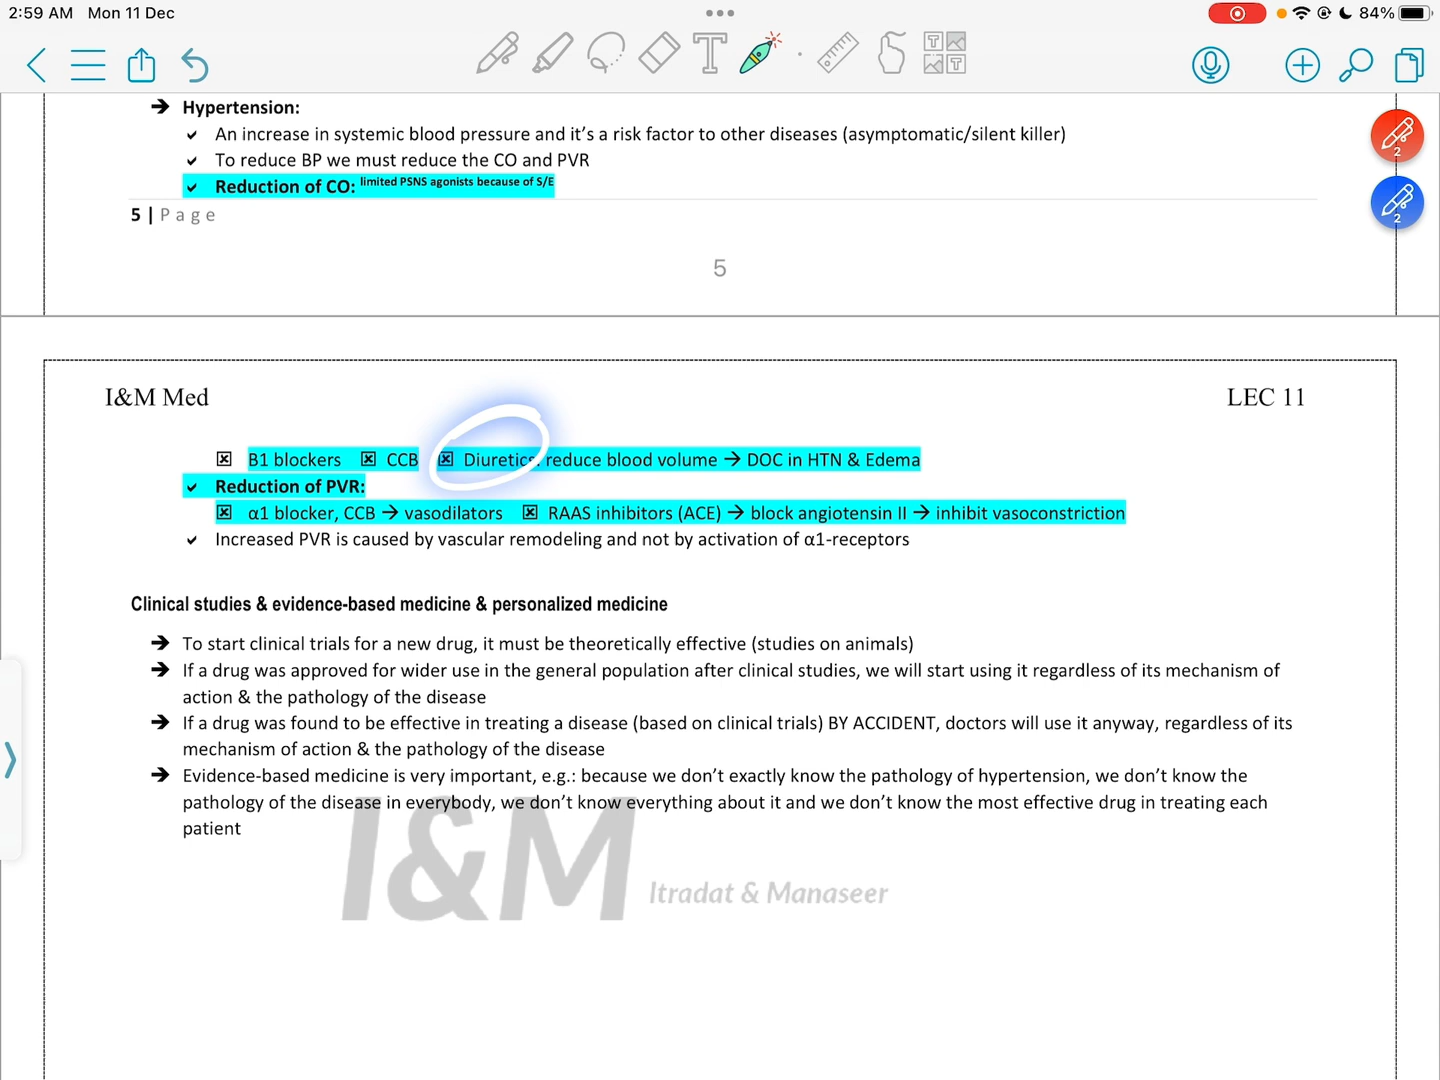 2:59 AM Mon 11 Dec
84%
➔ Hypertension:
✓ An increase in systemic blood pressure and it's a risk factor to other diseases (asymptomatic/silent killer)
✓ To reduce BP we must reduce the CO and PVR
✓ Reduction of CO: limited PSNS agonists because of S/E
5 | Page
5
2
2
I&M Med LEC 11
☒ B1 blockers ☒ CCB ☒ Diuretics: reduce blood volume → DOC in HTN & Edema
✓ Reduction of PVR:
☒ α1 blocker, CCB → vasodilators ☒ RAAS inhibitors (ACE) → block angiotensin II → inhibit vasoconstriction
✓ Increased PVR is caused by vascular remodeling and not by activation of α1-receptors
Clinical studies & evidence-based medicine & personalized medicine
➔ To start clinical trials for a new drug, it must be theoretically effective (studies on animals)
➔ If a drug was approved for wider use in the general population after clinical studies, we will start using it regardless of its mechanism of
action & the pathology of the disease
➔ If a drug was found to be effective in treating a disease (based on clinical trials) BY ACCIDENT, doctors will use it anyway, regardless of its
mechanism of action & the pathology of the disease
➔ Evidence-based medicine is very important, e.g.: because we don't exactly know the pathology of hypertension, we don't know the
pathology of the disease in everybody, we don't know everything about it and we don't know the most effective drug in treating each
patient
I&M Itradat & Manaseer